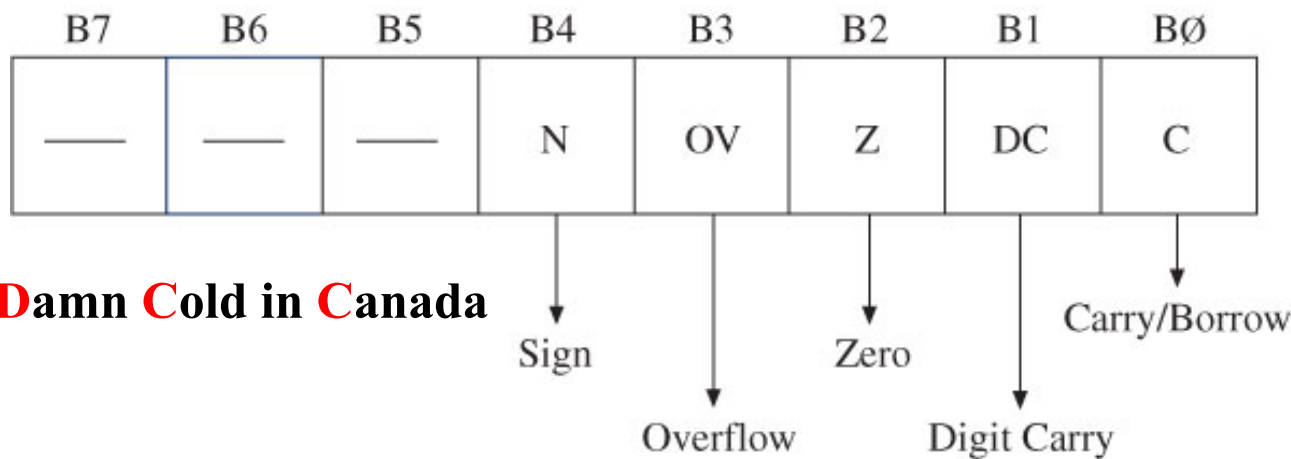 B7 B6 B5 B4 B3 B2 B1 BØ
— — — N OV Z DC C
Damn Cold in Canada
Carry/Borrow
Sign Zero
Overflow Digit Carry